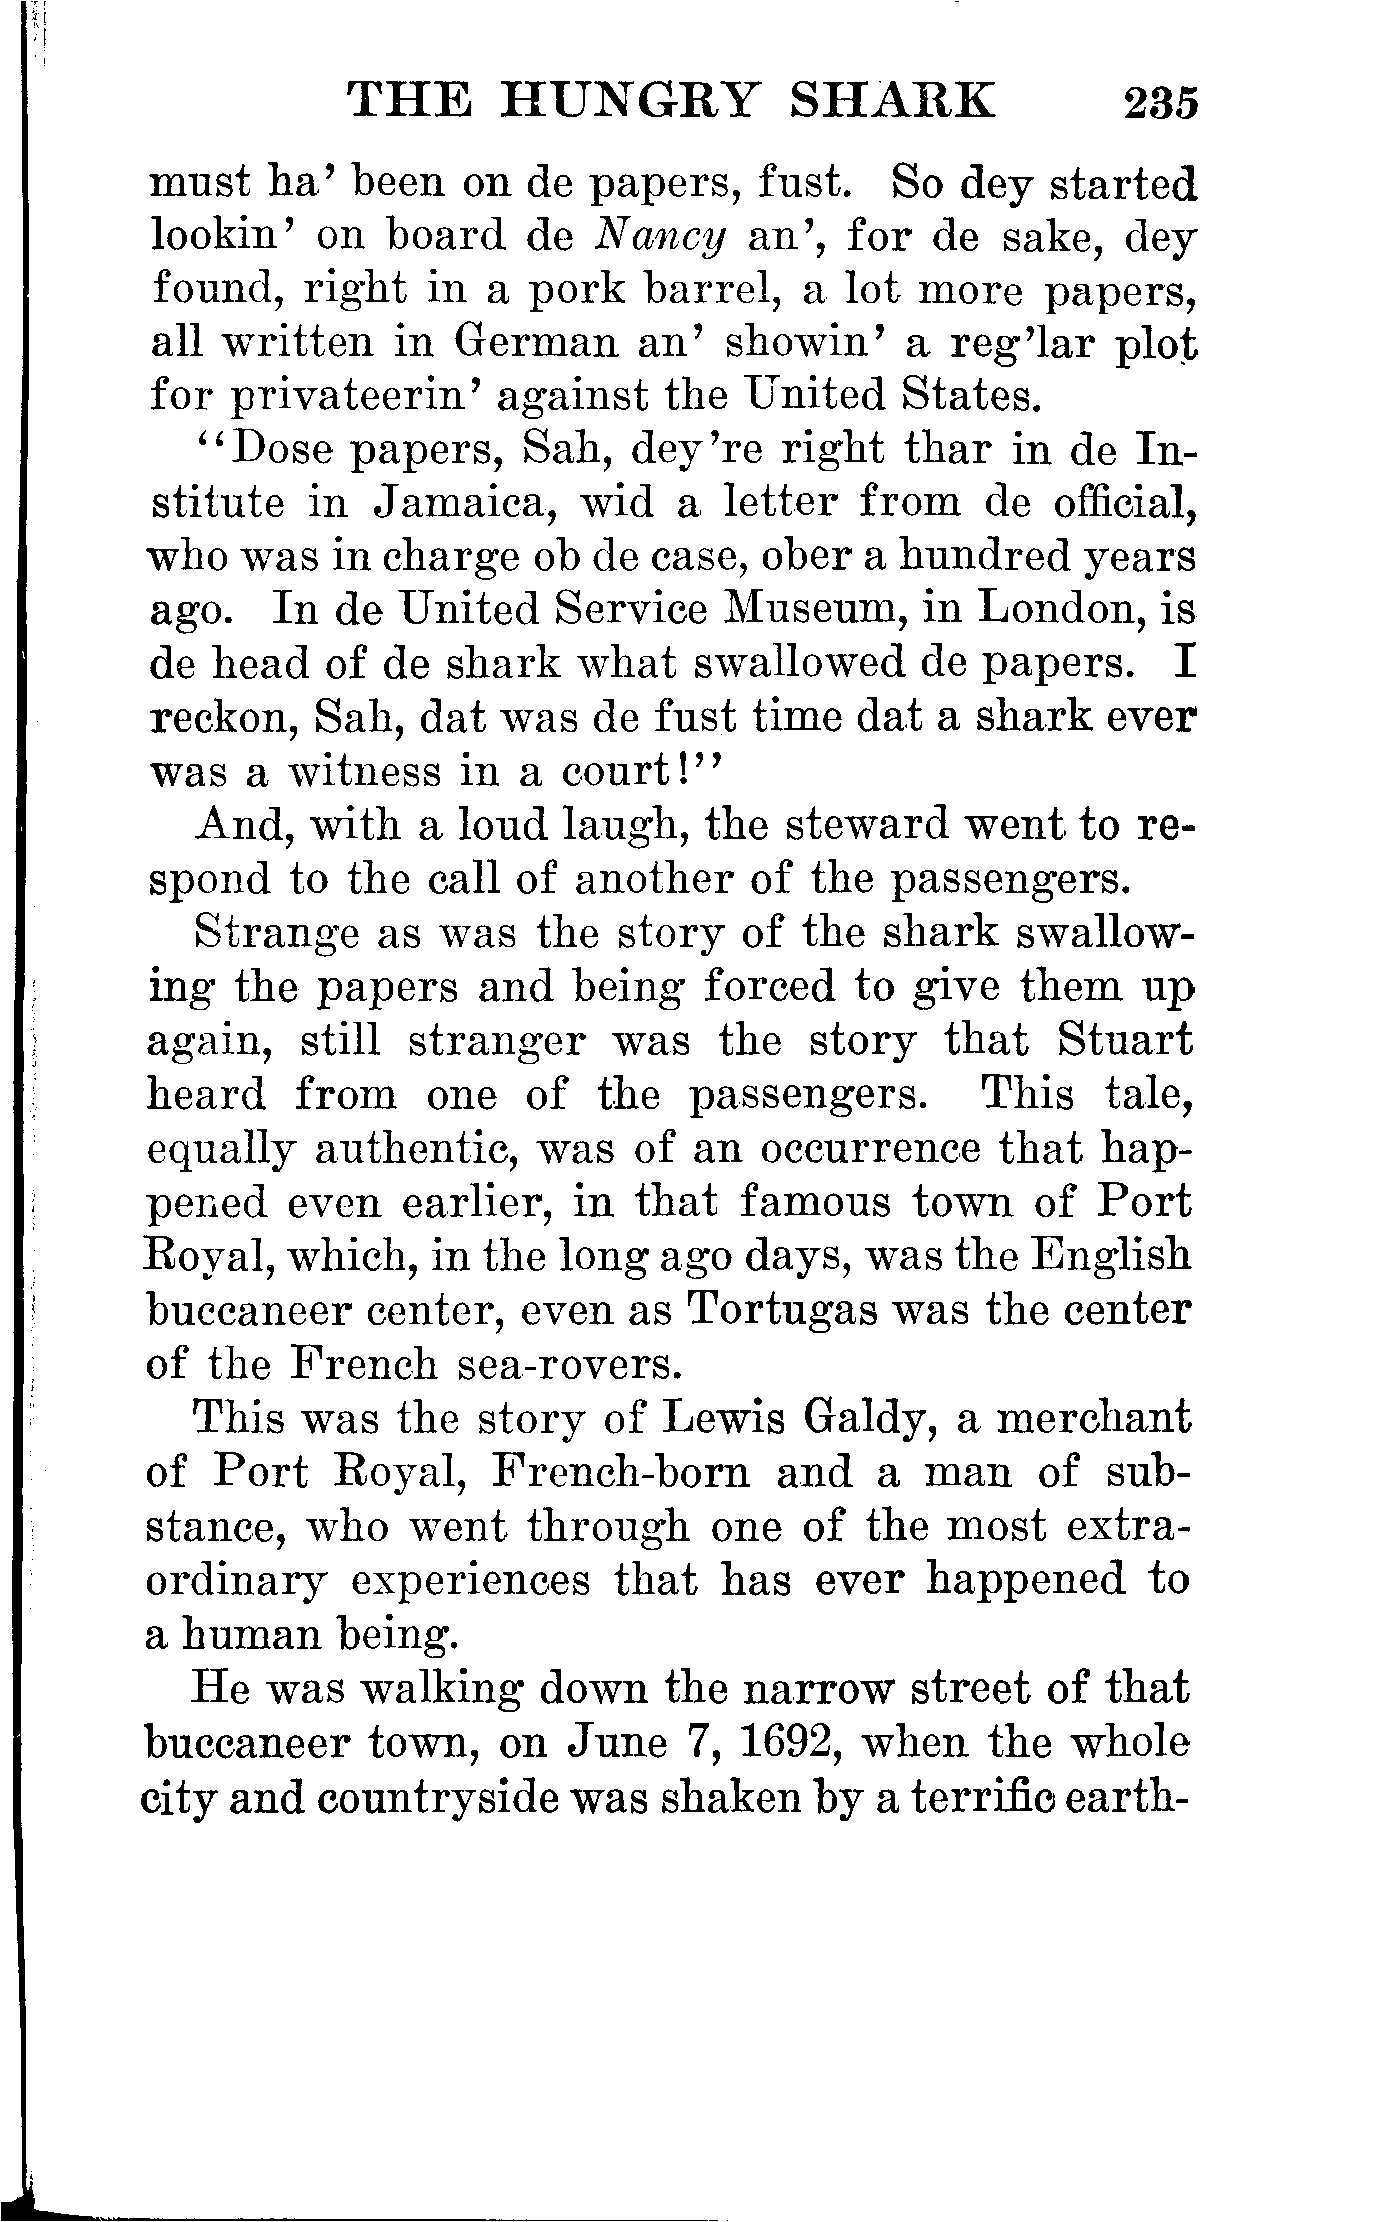 THE HUNGRY SHARK 235
must ha' been on de papers, fust. So dey started
lookin' on board de Nancy an', for de sake, dey
found, right in a pork barrel, a lot more papers,
all written in German an' showin' a reg'lar plot
for privateerin' against the United States.
"Dose papers, Sah, dey're right thar in de In-
stitute in Jamaica, wid a letter from de official,
who was in charge ob de case, ober a hundred years
ago. In de United Service Museum, in London, is
de head of de shark what swallowed de papers. I
reckon, Sah, dat was de fust time dat a shark ever
was a witness in a court!"
And, with a loud laugh, the steward went to re-
spond to the call of another of the passengers.
Strange as was the story of the shark swallow-
ing the papers and being forced to give them up
again, still stranger was the story that Stuart
heard from one of the passengers. This tale,
equally authentic, was of an occurrence that hap-
pened even earlier, in that famous town of Port
Royal, which, in the long ago days, was the English
buccaneer center, even as Tortugas was the center
of the French sea-rovers.
This was the story of Lewis Galdy, a merchant
of Port Royal, French-born and a man of sub-
stance, who went through one of the most extra-
ordinary experiences that has ever happened to
a human being.
He was walking down the narrow street of that
buccaneer town, on June 7, 1692, when the whole
city and countryside was shaken by a terrific earth-